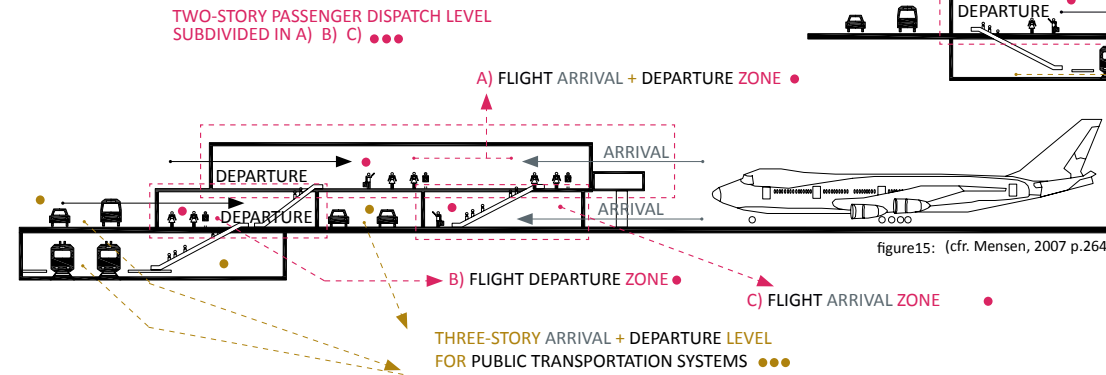 TWO-STORY PASSENGER DISPATCH LEVEL
SUBDIVIDED IN A) B) C)
DEPARTURE
A) FLIGHT ARRIVAL + DEPARTURE ZONE
ARRIVAL
DEPARTURE
DEPARTURE
ARRIVAL
figure15: (cfr. Mensen, 2007 p.264
B) FLIGHT DEPARTURE ZONE
C) FLIGHT ARRIVAL ZONE
THREE-STORY ARRIVAL + DEPARTURE LEVEL
FOR PUBLIC TRANSPORTATION SYSTEMS